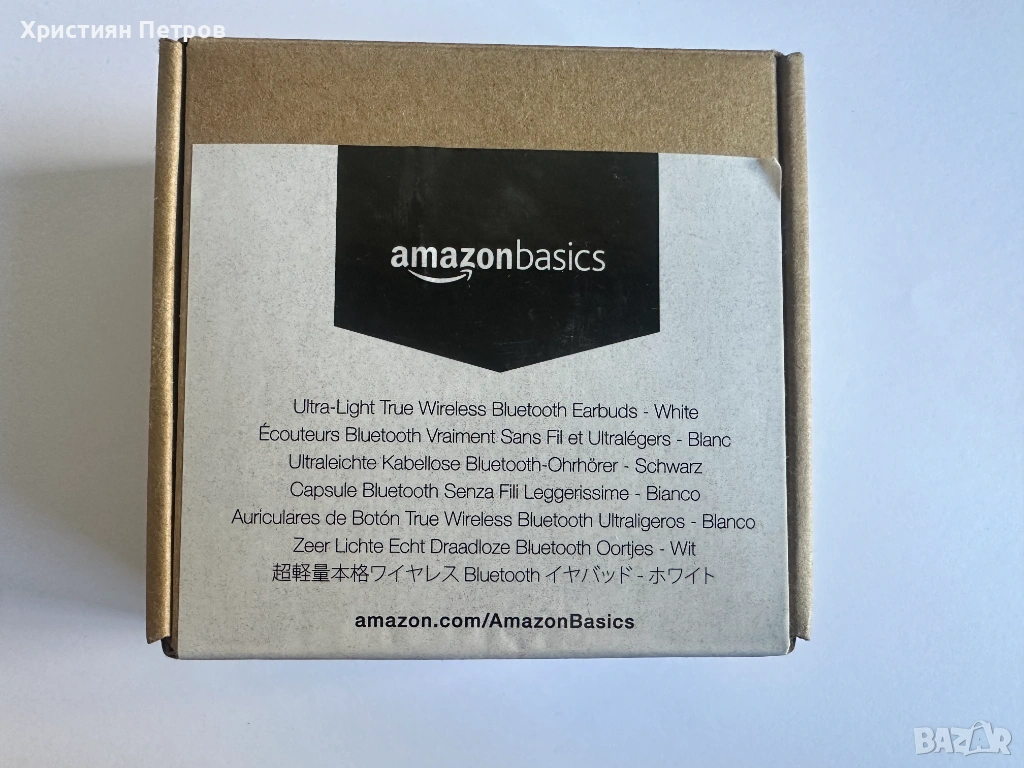 Християн Петров
amazonbasics
Ultra-Light True Wireless Bluetooth Earbuds - White
Écouteurs Bluetooth Vraiment Sans Fil et Ultralégers - Blanc
Ultraleichte Kabellose Bluetooth-Ohrhörer - Schwarz
Capsule Bluetooth Senza Fili Leggerissime - Bianco
Auriculares de Botón True Wireless Bluetooth Ultraligeros - Blanco
Zeer Lichte Echt Draadloze Bluetooth Oortjes - Wit
超軽量本格ワイヤレス Bluetooth イヤバッド - ホワイト
amazon.com/AmazonBasics
BAZAR